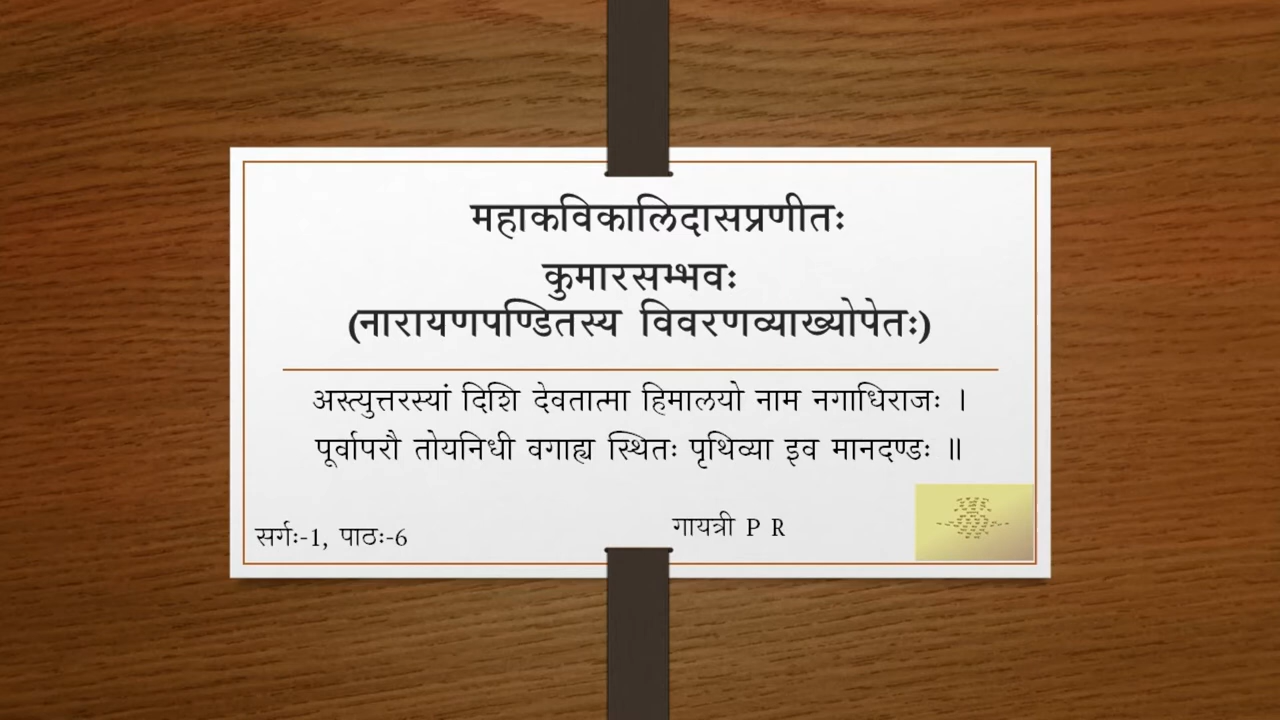 महाकविकालिदासप्रणीतः
कुमारसम्भवः
(नारायणपण्डितस्य विवरणव्याख्योपेतः)
अस्त्युत्तरस्यां दिशि देवतात्मा हिमालयो नाम नगाधिराजः ।
पूर्वापरौ तोयनिधी वगाह्य स्थितः पृथिव्या इव मानदण्डः ॥
सर्गः-1, पाठः-6
गायत्री P R